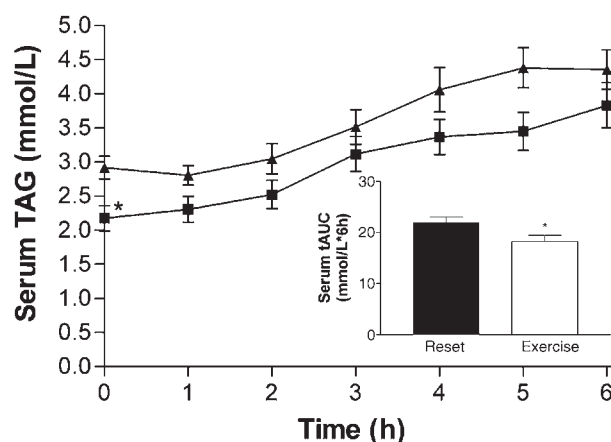 5.0
4.5
4.0
3.5
3.0
2.5
2.0
1.5
1.0
0.5
0.0
Serum TAG (mmol/L)
*
0 1 2 3 4 5 6
Time (h)
30
20
10
0
Serum tAUC
(mmol/L*6h)
*
Reset Exercise